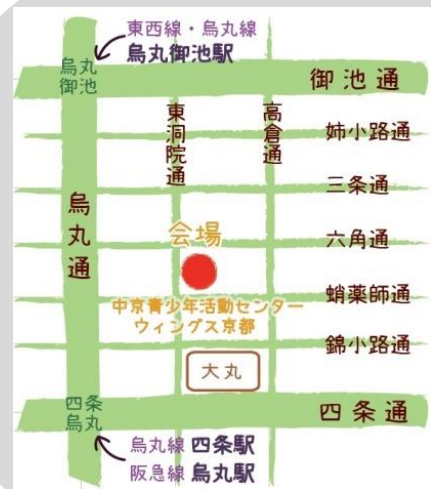 東西線・烏丸線
烏丸御池駅
烏丸
御池
御池通
東洞院通
高倉通
姉小路通
三条通
烏丸通
会場
六角通
中京青少年活動センター
ウィングス京都
蛸薬師通
錦小路通
大丸
四条
烏丸
四条通
烏丸線 四条駅
阪急線 烏丸駅